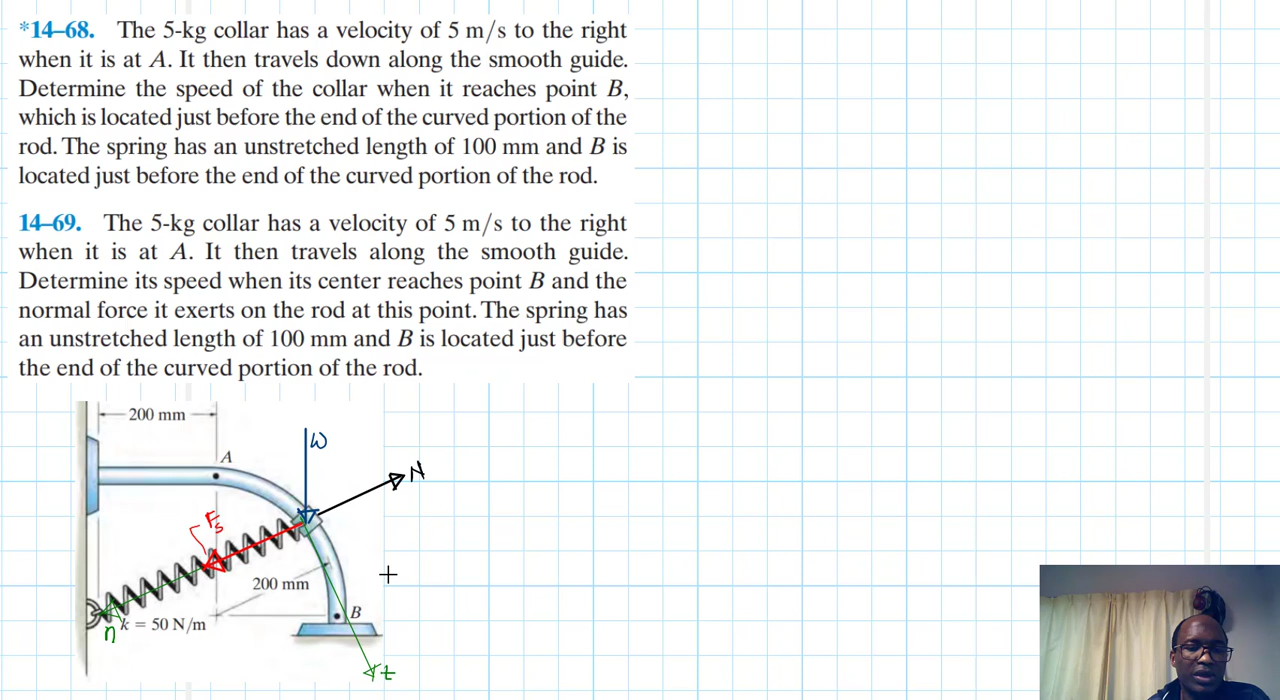 *14–68. The 5-kg collar has a velocity of 5 m/s to the right
when it is at A. It then travels down along the smooth guide.
Determine the speed of the collar when it reaches point B,
which is located just before the end of the curved portion of the
rod. The spring has an unstretched length of 100 mm and B is
located just before the end of the curved portion of the rod.
14–69. The 5-kg collar has a velocity of 5 m/s to the right
when it is at A. It then travels along the smooth guide.
Determine its speed when its center reaches point B and the
normal force it exerts on the rod at this point. The spring has
an unstretched length of 100 mm and B is located just before
the end of the curved portion of the rod.
200 mm
A
W
N
Fs
200 mm
B
k = 50 N/m
n
t